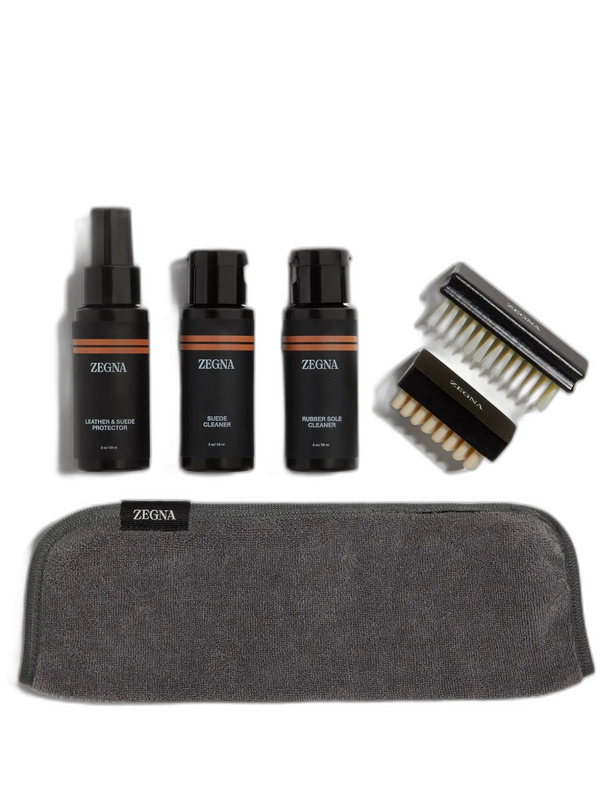 ZEGNA
LEATHER & SUEDE
PROTECTOR
ZEGNA
SUEDE
CLEANER
ZEGNA
RUBBER SOLE
CLEANER
ZEGNA
ZEGNA
ZEGNA